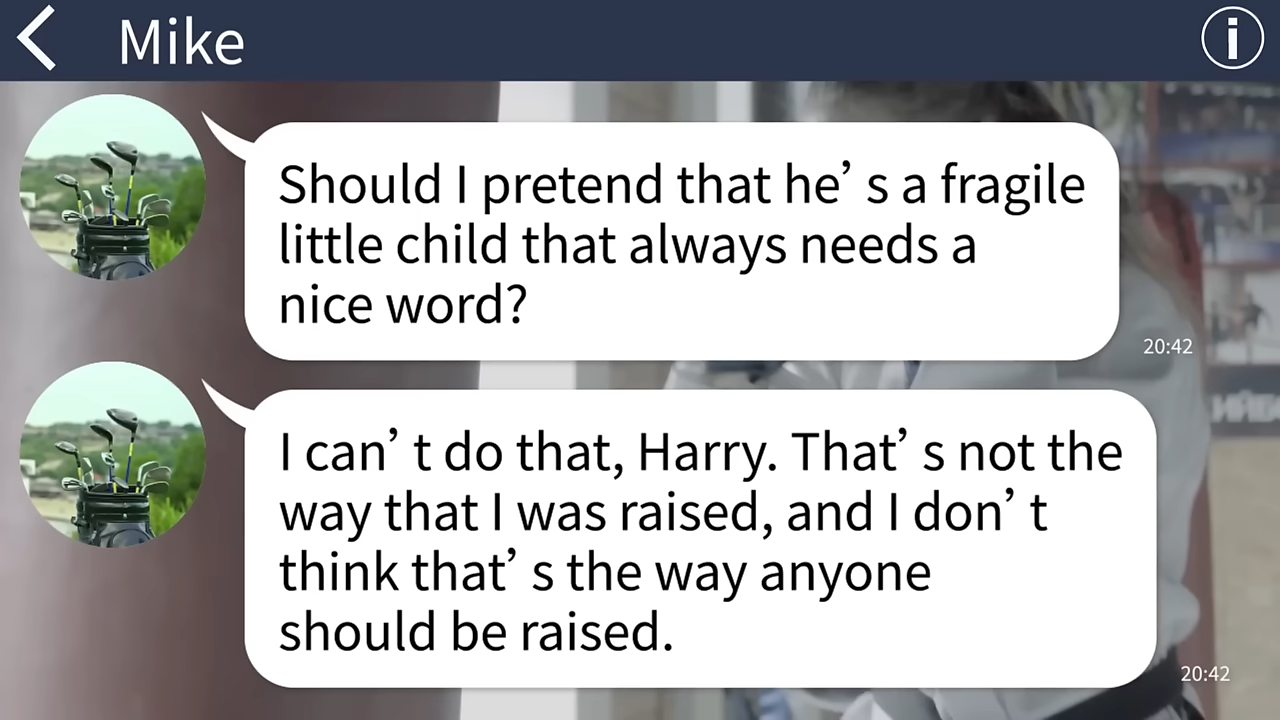 Mike
Should I pretend that he’s a fragile
little child that always needs a
nice word?
20:42
I can’t do that, Harry. That’s not the
way that I was raised, and I don’t
think that’s the way anyone
should be raised.
20:42